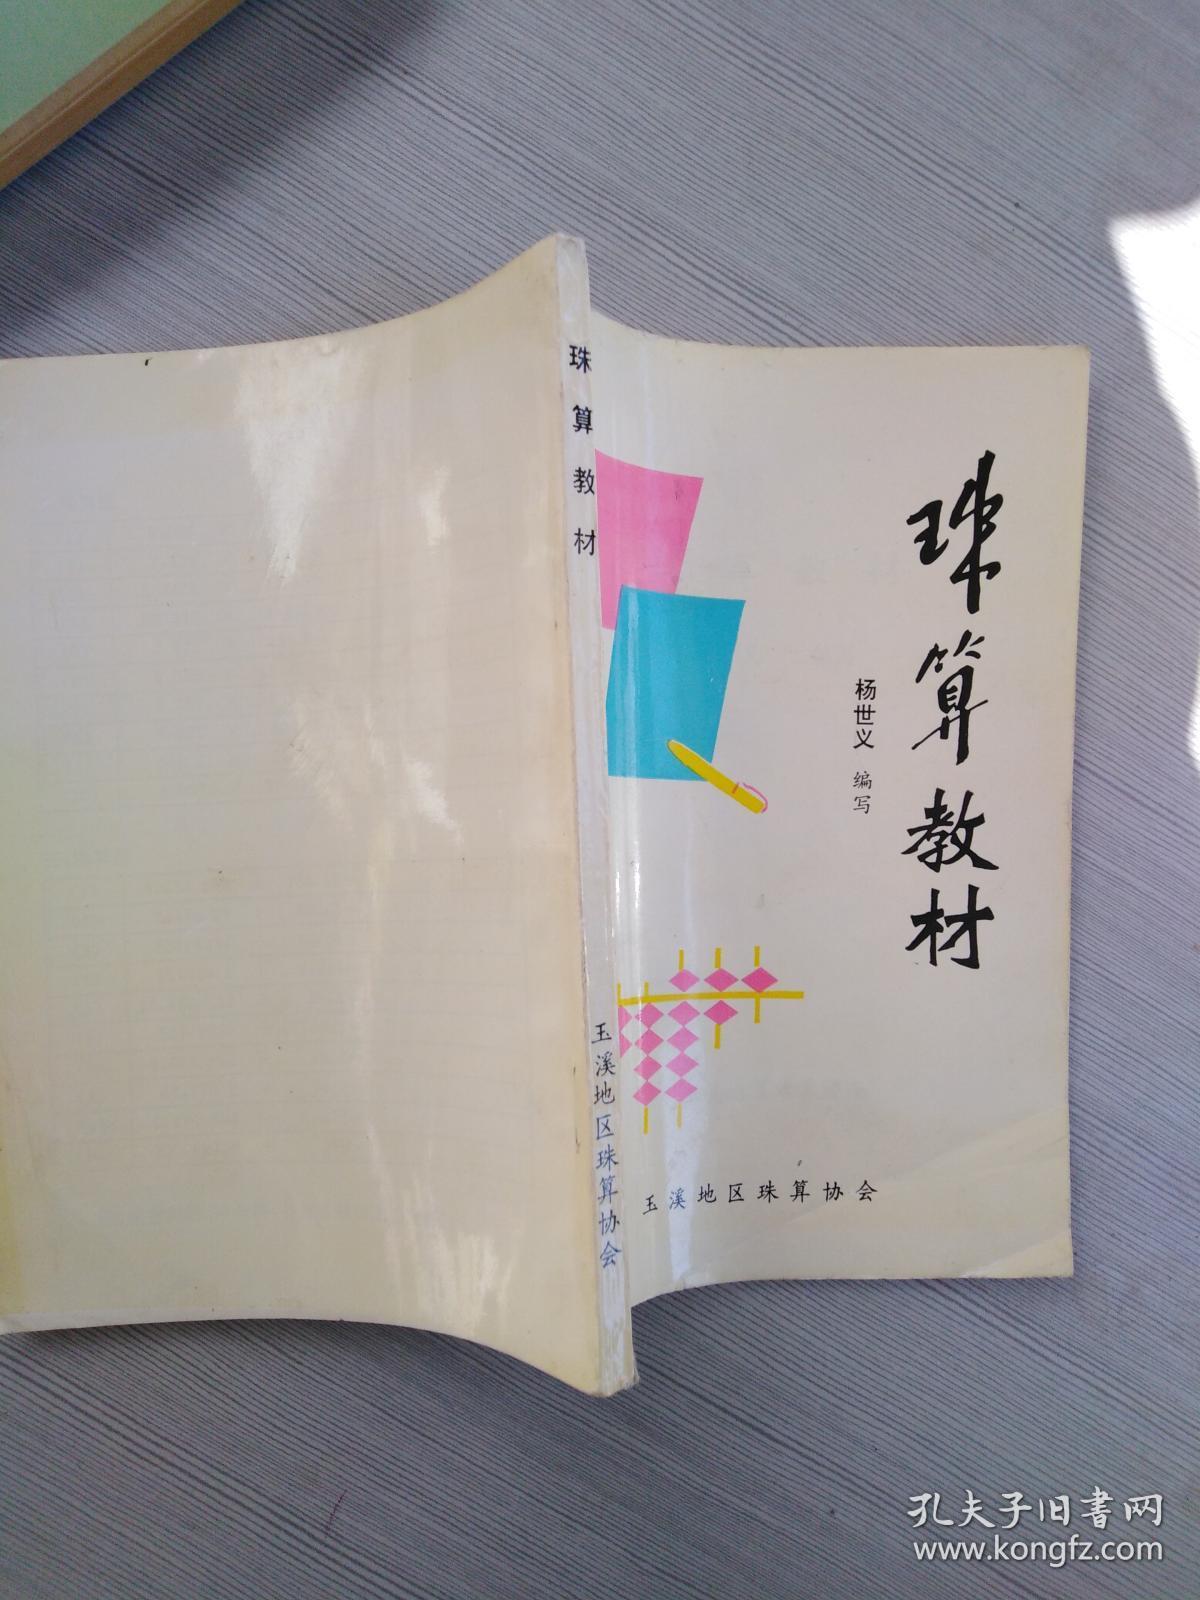 珠算教材
杨世义 编写
玉溪地区珠算协会
珠算教材
玉溪地区珠算协会
孔夫子旧书网
www.kongfz.com